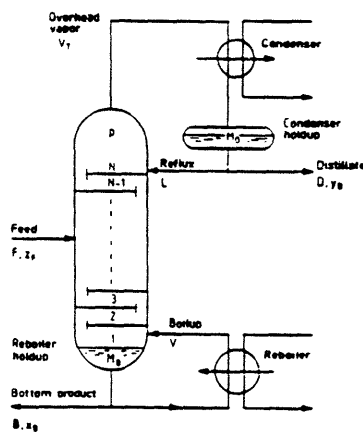 Overhead
vapor
V_T
Condenser
P
Condenser
holdup
M_D
N
N-1
Reflux
L
Distillate
D, y_D
Feed
F, z_F
3
2
Boilup
V
Reboiler
holdup
M_B
Reboiler
Bottom product
B, x_B